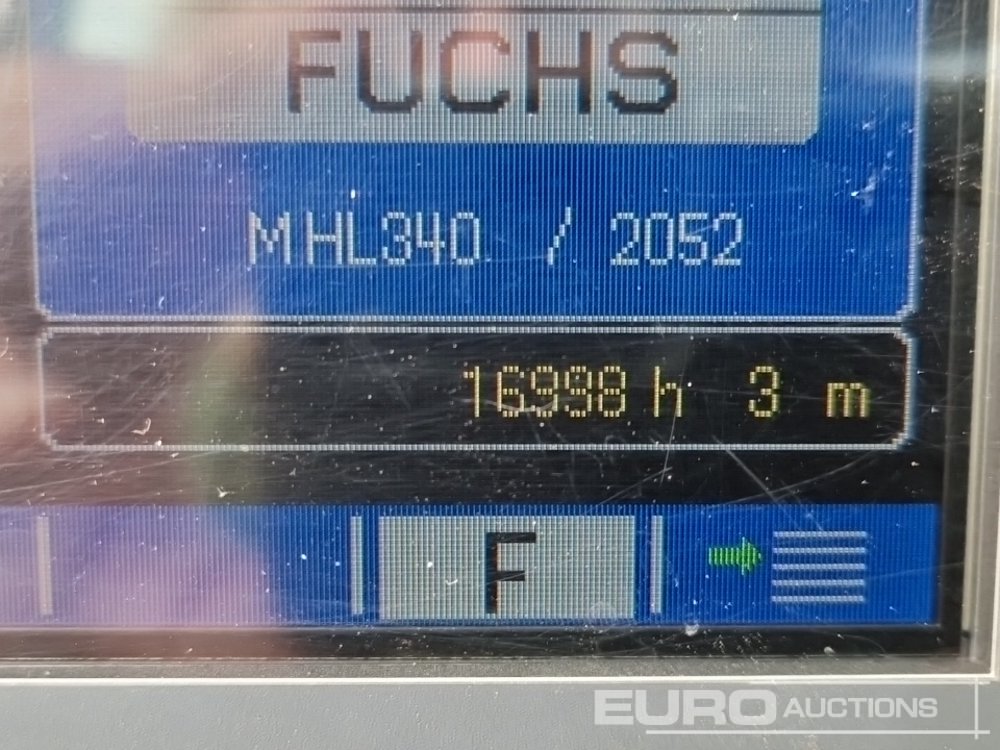 FUCHS
MHL340 / 2052
16998 h 3 m
F
EURO AUCTIONS